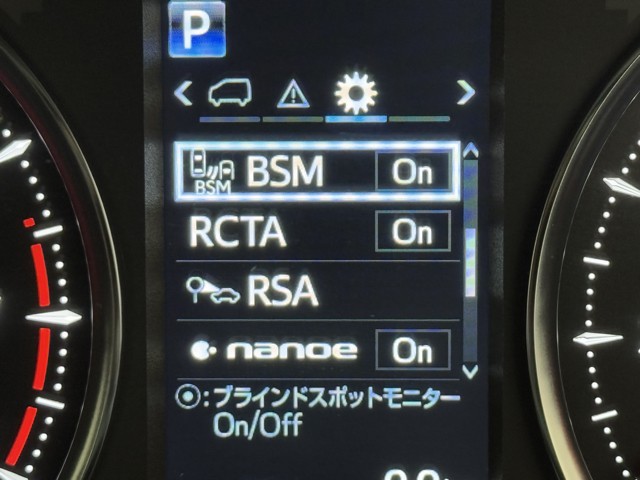 P
BSM BSM On
RCTA On
RSA
nanoe On
:ブラインドスポットモニター
On/Off